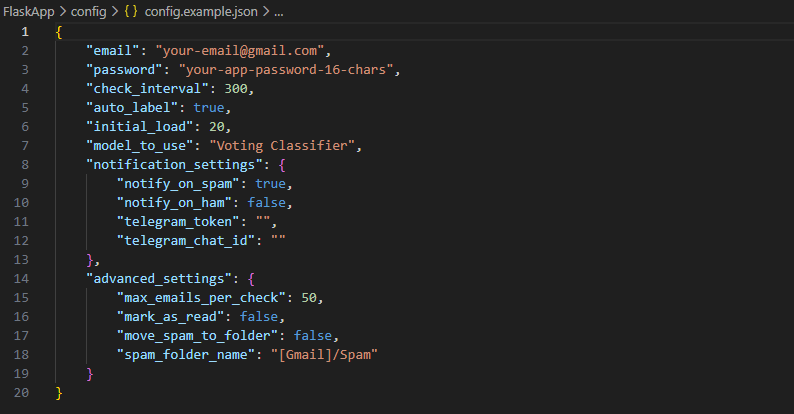 FlaskApp > config > {} config.example.json > ...
1 {
2     "email": "your-email@gmail.com",
3     "password": "your-app-password-16-chars",
4     "check_interval": 300,
5     "auto_label": true,
6     "initial_load": 20,
7     "model_to_use": "Voting Classifier",
8     "notification_settings": {
9         "notify_on_spam": true,
10         "notify_on_ham": false,
11         "telegram_token": "",
12         "telegram_chat_id": ""
13     },
14     "advanced_settings": {
15         "max_emails_per_check": 50,
16         "mark_as_read": false,
17         "move_spam_to_folder": false,
18         "spam_folder_name": "[Gmail]/Spam"
19     }
20 }